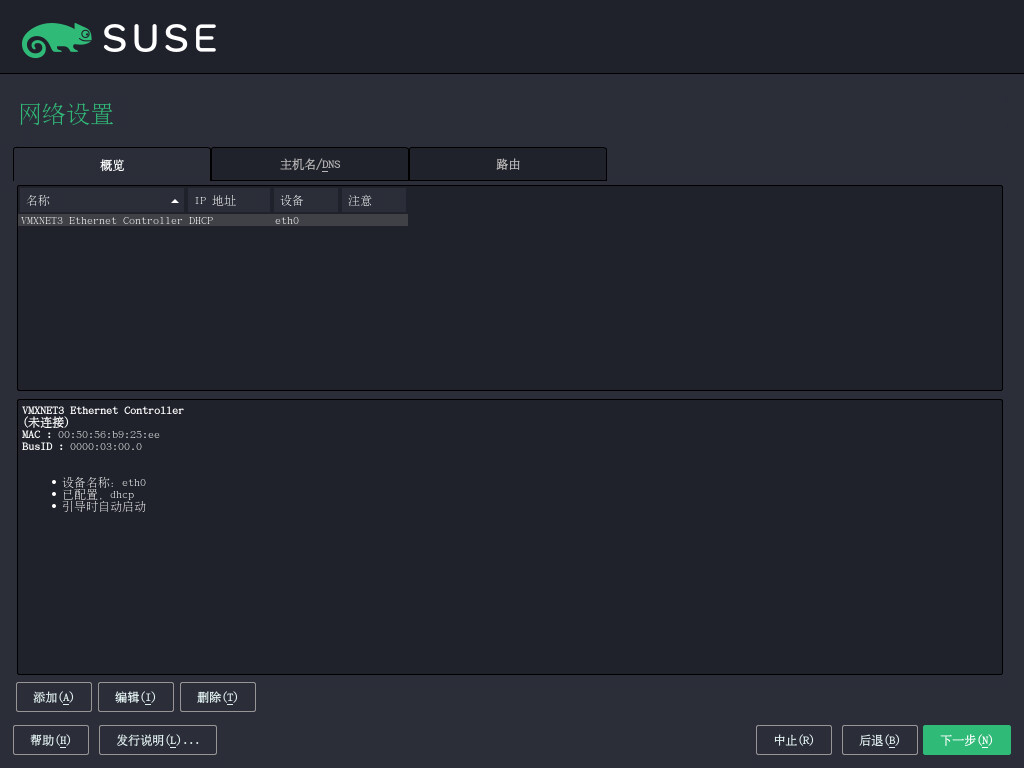 SUSE
网络设置
概览 主机名/DNS 路由
名称 IP 地址 设备 注意
VMXNET3 Ethernet Controller DHCP eth0
VMXNET3 Ethernet Controller
(未连接)
MAC : 00:50:56:b9:25:ee
BusID : 0000:03:00.0
设备名称: eth0
已配置，dhcp
引导时自动启动
添加(A) 编辑(I) 删除(T)
帮助(H) 发行说明(L)... 中止(R) 后退(B) 下一步(N)